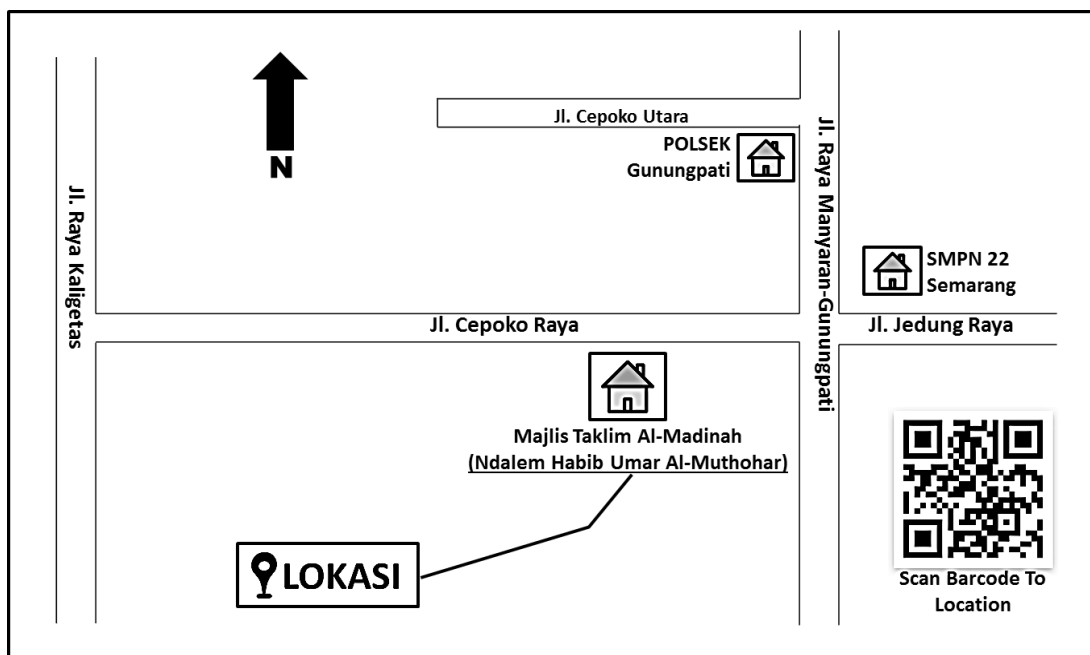 N
Jl. Raya Kaligetas
Jl. Cepoko Utara
POLSEK
Gunungpati
Jl. Raya Manyaran-Gunungpati
SMPN 22
Semarang
Jl. Cepoko Raya
Jl. Jedung Raya
Majlis Taklim Al-Madinah
(Ndalem Habib Umar Al-Muthohar)
LOKASI
Scan Barcode To
Location